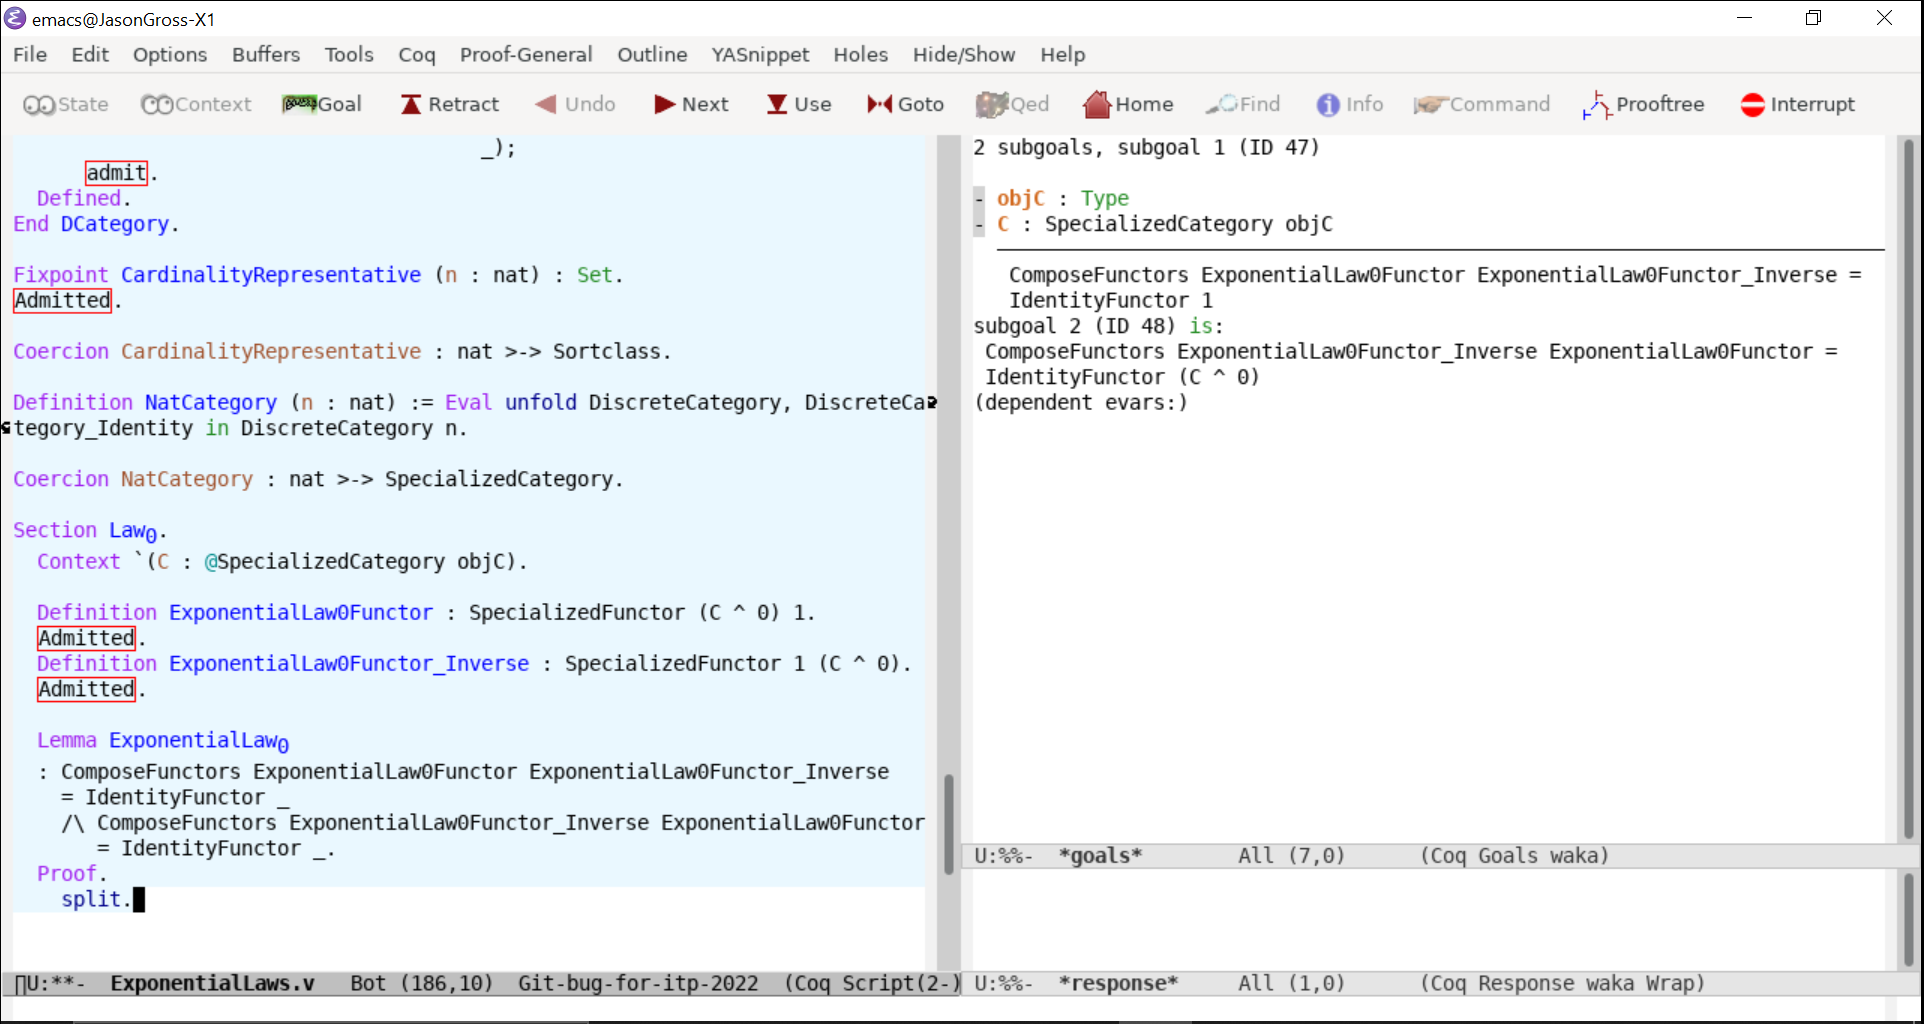 emacs@JasonGross-X1
File Edit Options Buffers Tools Coq Proof-General Outline YASnippet Holes Hide/Show Help
State Context Goal Retract Undo Next Use Goto Qed Home Find Info Command Prooftree Interrupt
_);
admit.
Defined.
End DCategory.
Fixpoint CardinalityRepresentative (n : nat) : Set.
Admitted.
Coercion CardinalityRepresentative : nat >-> Sortclass.
Definition NatCategory (n : nat) := Eval unfold DiscreteCategory, DiscreteCa
tegory_Identity in DiscreteCategory n.
Coercion NatCategory : nat >-> SpecializedCategory.
Section Law₀.
Context `(C : @SpecializedCategory objC).
Definition ExponentialLaw0Functor : SpecializedFunctor (C ^ 0) 1.
Admitted.
Definition ExponentialLaw0Functor_Inverse : SpecializedFunctor 1 (C ^ 0).
Admitted.
Lemma ExponentialLaw₀
: ComposeFunctors ExponentialLaw0Functor ExponentialLaw0Functor_Inverse
= IdentityFunctor _
/\ ComposeFunctors ExponentialLaw0Functor_Inverse ExponentialLaw0Functor
= IdentityFunctor _.
Proof.
split.
U:**- ExponentialLaws.v Bot (186,10) Git-bug-for-itp-2022 (Coq Script(2-)
2 subgoals, subgoal 1 (ID 47)
- objC : Type
- C : SpecializedCategory objC
ComposeFunctors ExponentialLaw0Functor ExponentialLaw0Functor_Inverse =
IdentityFunctor 1
subgoal 2 (ID 48) is:
ComposeFunctors ExponentialLaw0Functor_Inverse ExponentialLaw0Functor =
IdentityFunctor (C ^ 0)
(dependent evars:)
U:%%- *goals* All (7,0) (Coq Goals waka)
U:%%- *response* All (1,0) (Coq Response waka Wrap)